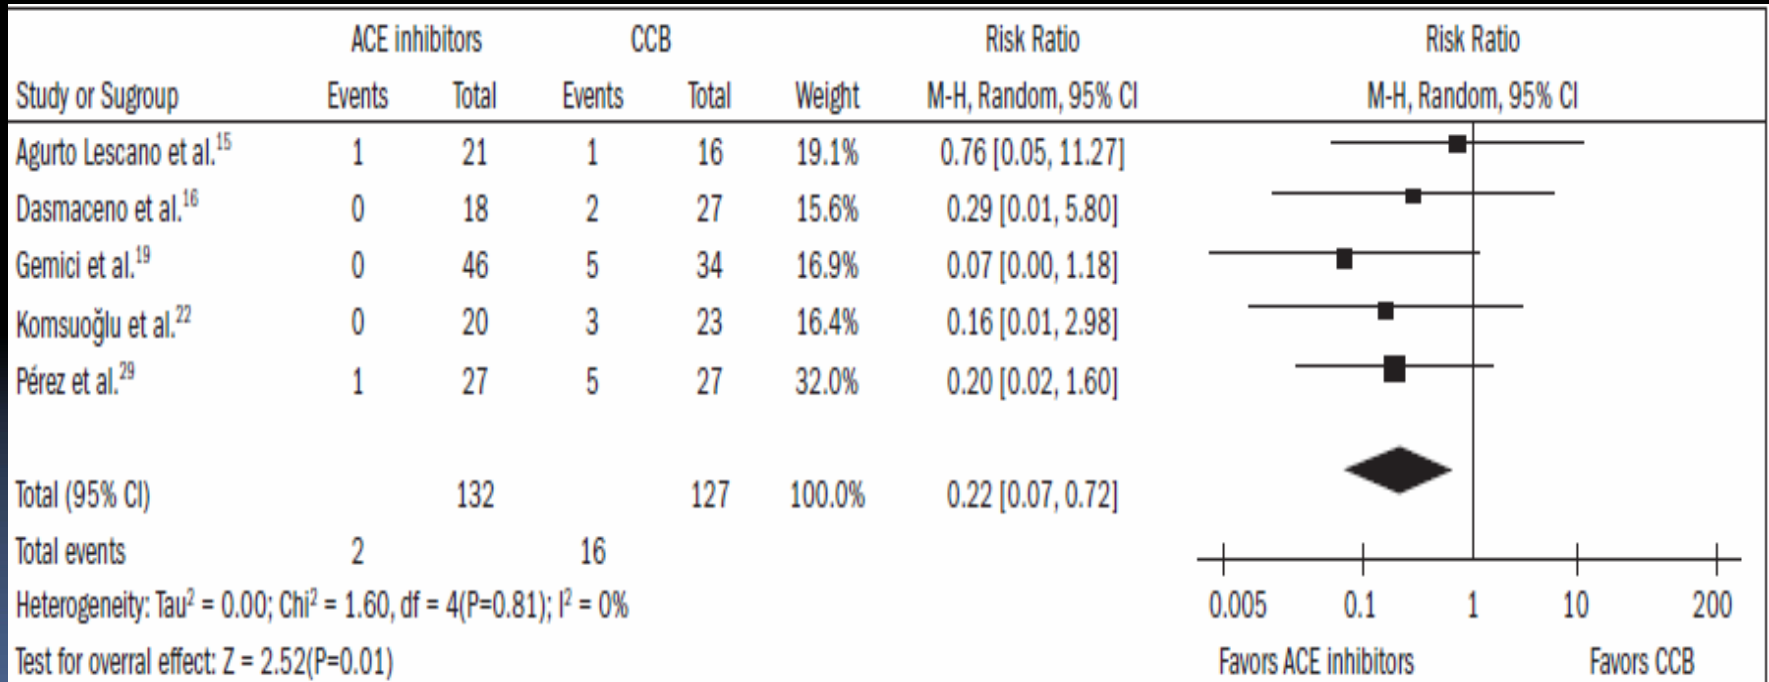 ACE inhibitors CCB Risk Ratio Risk Ratio
Study or Sugroup Events Total Events Total Weight M-H, Random, 95% CI M-H, Random, 95% CI
Agurto Lescano et al.15 1 21 1 16 19.1% 0.76 [0.05, 11.27]
Dasmaceno et al.16 0 18 2 27 15.6% 0.29 [0.01, 5.80]
Gemici et al.19 0 46 5 34 16.9% 0.07 [0.00, 1.18]
Komsuoğlu et al.22 0 20 3 23 16.4% 0.16 [0.01, 2.98]
Pérez et al.29 1 27 5 27 32.0% 0.20 [0.02, 1.60]
Total (95% CI) 132 127 100.0% 0.22 [0.07, 0.72]
Total events 2 16
Heterogeneity: Tau² = 0.00; Chi² = 1.60, df = 4(P=0.81); I² = 0% 0.005 0.1 1 10 200
Test for overral effect: Z = 2.52(P=0.01) Favors ACE inhibitors Favors CCB